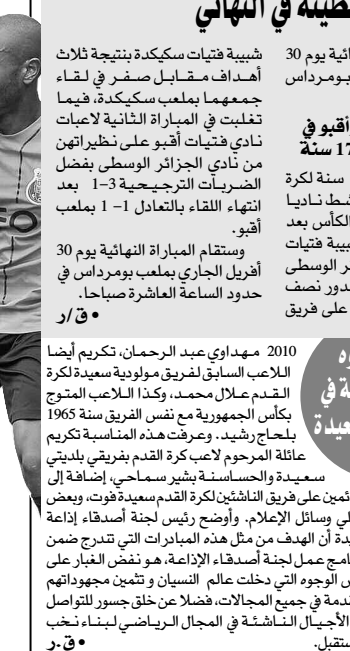 في النهائي
ائية يوم 30
بومرداس
أقبو في
17 سنة
سنة لكرة
شط ناديا
الكأس بعد
بيبة فتيات
ر الوسطى
دور نصف
على فريق
شبيبة فتيات سكيكدة بنتيجة ثلاث
أهداف مقابل صفر في لقاء
جمعهما بملعب سكيكدة، فيما
تغلبت في المباراة الثانية لاعبات
نادي فتيات أقبو على نظيراتهن
من نادي الجزائر الوسطى بفضل
الضربات الترجيحية 3-1 بعد
انتهاء اللقاء بالتعادل 1-1 بملعب
أقبو.
وستقام المباراة النهائية يوم 30
أفريل الجاري بملعب بومرداس في
حدود الساعة العاشرة صباحا.
• ق/ر
وه
ة في
عيدة
2010 مهداوي عبد الرحمان، تكريم أيضا
اللاعب السابق لفريق مولودية سعيدة لكرة
القدم علال محمد، وكذا اللاعب المتوج
بكأس الجمهورية مع نفس الفريق سنة 1965
بلحاج رشيد. وعرفت هذه المناسبة تكريم
عائلة المرحوم لاعب كرة القدم بفريقي بلديتي
سعيدة والحساسنة بشير سماحي، إضافة إلى
ئمين على فريق الناشئين لكرة القدم سعيدة فوت، وبعض
لي وسائل الإعلام. وأوضح رئيس لجنة أصدقاء إذاعة
يدة أن الهدف من مثل هذه المبادرات التي تندرج ضمن
امج عمل لجنة أصدقاء الإذاعة، هو نفض الغبار على
ض الوجوه التي دخلت عالم النسيان و تثمين مجهوداتهم
ندمة في جميع المجالات، فضلا عن خلق جسور للتواصل
الأجيال الناشئة في المجال الرياضي لبناء نخب
ستقبل.
• ق.ر